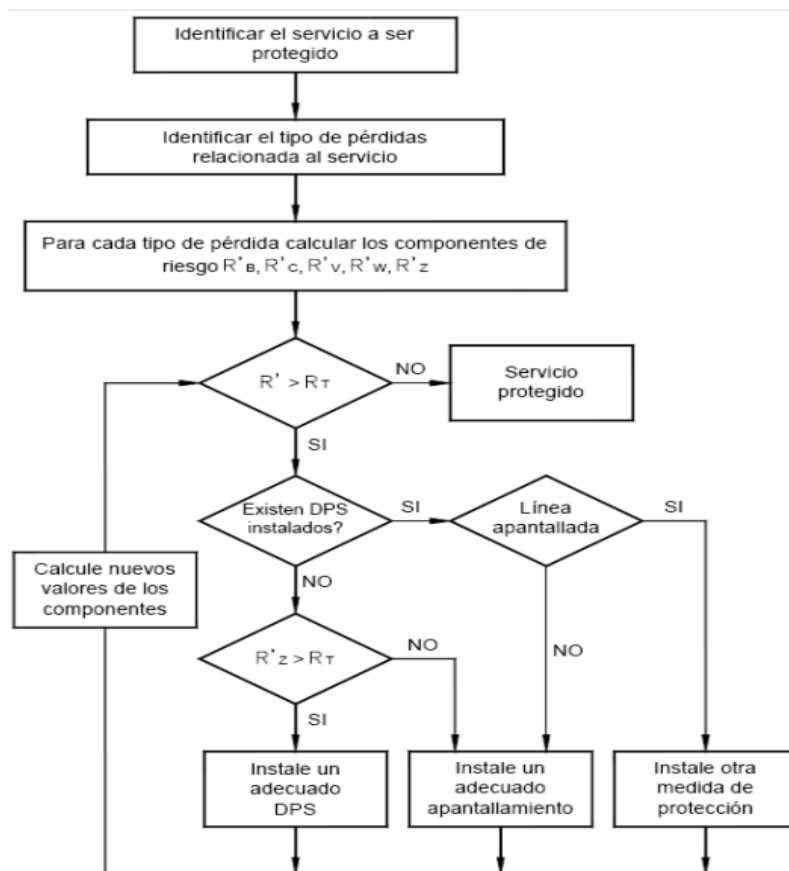 Identificar el servicio a ser
protegido
Identificar el tipo de pérdidas
relacionada al servicio
Para cada tipo de pérdida calcular los componentes de
riesgo R'B, R'C, R'V, R'W, R'Z
R' > RT
NO
Servicio
protegido
SI
Existen DPS
instalados?
SI
Línea
apantallada
SI
Calcule nuevos
valores de los
componentes
NO
NO
R'Z > RT
NO
SI
Instale un
adecuado
DPS
Instale un
adecuado
apantallamiento
Instale otra
medida de
protección